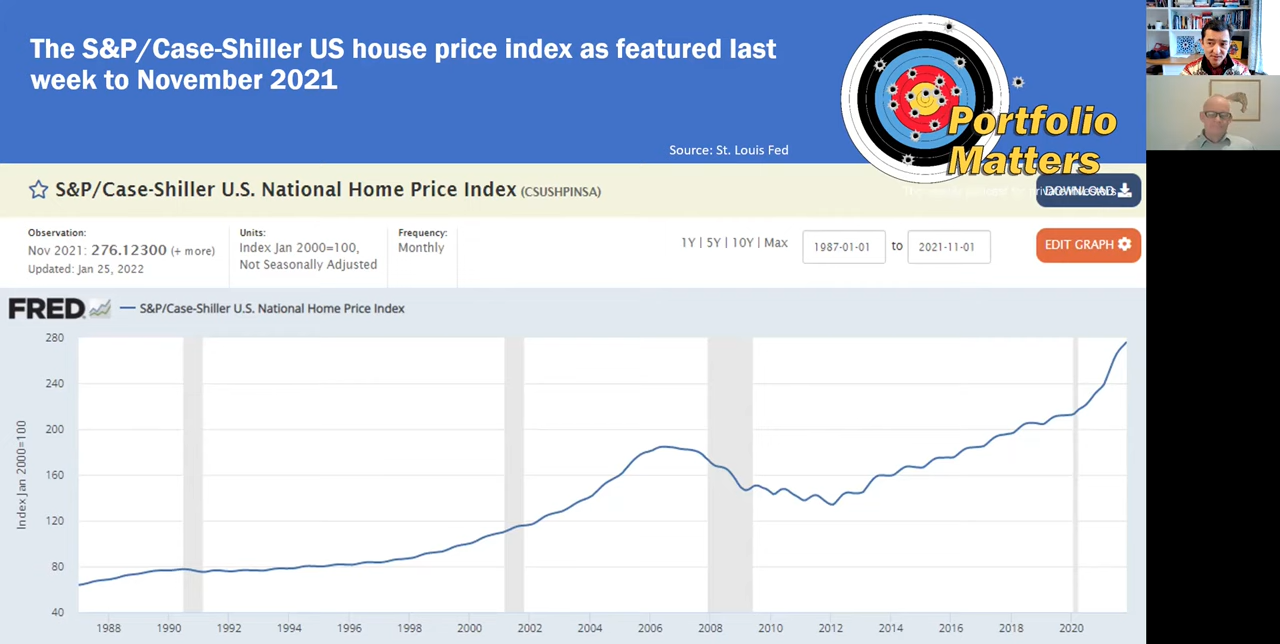 The S&P/Case-Shiller US house price index as featured last
week to November 2021
Portfolio
Matters
Source: St. Louis Fed
S&P/Case-Shiller U.S. National Home Price Index (CSUSHPINSA)
DOWNLOAD
Observation:
Nov 2021: 276.12300 (+ more)
Updated: Jan 25, 2022
Units:
Index Jan 2000=100,
Not Seasonally Adjusted
Frequency:
Monthly
1Y | 5Y | 10Y | Max
1987-01-01 to 2021-11-01
EDIT GRAPH
FRED
S&P/Case-Shiller U.S. National Home Price Index
280
240
200
160
120
80
40
Index Jan 2000=100
1988 1990 1992 1994 1996 1998 2000 2002 2004 2006 2008 2010 2012 2014 2016 2018 2020